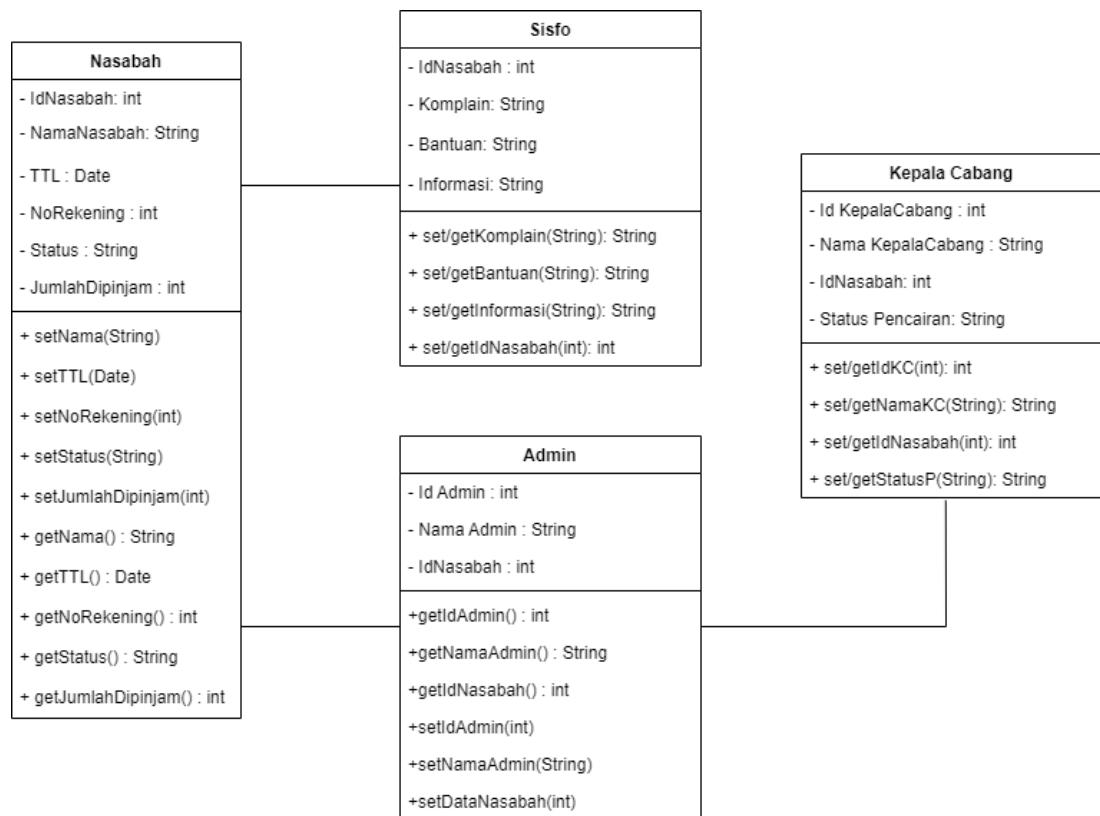 Nasabah
- IdNasabah: int
- NamaNasabah: String
- TTL : Date
- NoRekening : int
- Status : String
- JumlahDipinjam : int
+ setNama(String)
+ setTTL(Date)
+ setNoRekening(int)
+ setStatus(String)
+ setJumlahDipinjam(int)
+ getNama() : String
+ getTTL() : Date
+ getNoRekening() : int
+ getStatus() : String
+ getJumlahDipinjam() : int
Sisfo
- IdNasabah : int
- Komplain: String
- Bantuan: String
- Informasi: String
+ set/getKomplain(String): String
+ set/getBantuan(String): String
+ set/getInformasi(String): String
+ set/getIdNasabah(int): int
Admin
- Id Admin : int
- Nama Admin : String
- IdNasabah : int
+getIdAdmin() : int
+getNamaAdmin() : String
+getIdNasabah() : int
+setIdAdmin(int)
+setNamaAdmin(String)
+setDataNasabah(int)
Kepala Cabang
- Id KepalaCabang : int
- Nama KepalaCabang : String
- IdNasabah: int
- Status Pencairan: String
+ set/getIdKC(int): int
+ set/getNamaKC(String): String
+ set/getIdNasabah(int): int
+ set/getStatusP(String): String